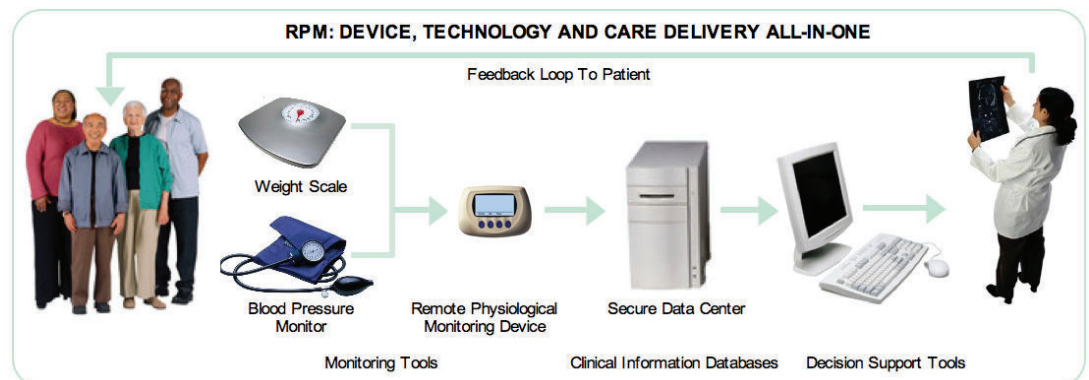 RPM: DEVICE, TECHNOLOGY AND CARE DELIVERY ALL-IN-ONE
Feedback Loop To Patient
Weight Scale
Blood Pressure
Monitor
Remote Physiological
Monitoring Device
Secure Data Center
Monitoring Tools
Clinical Information Databases
Decision Support Tools